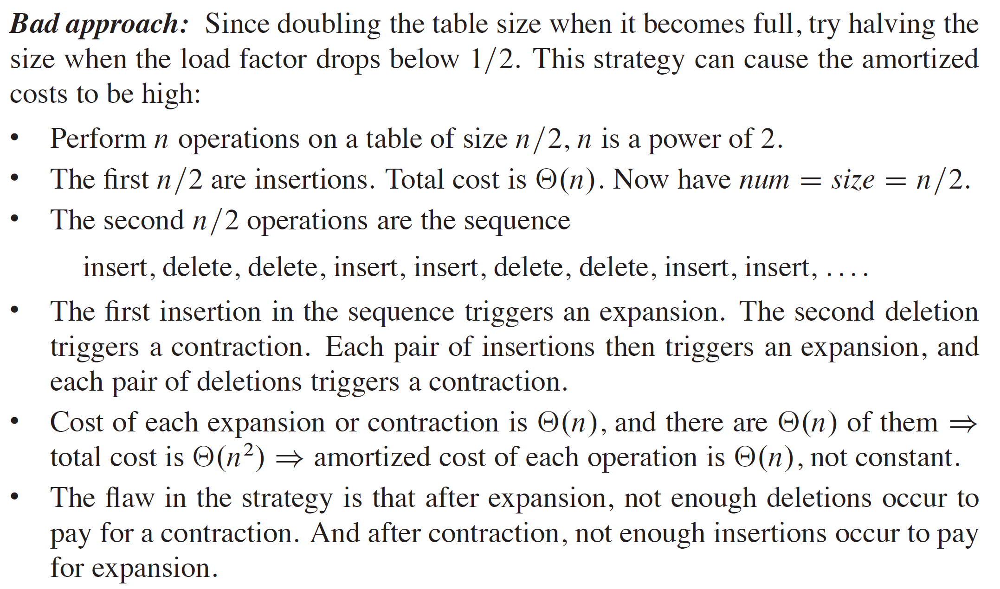 Bad approach: Since doubling the table size when it becomes full, try halving the
size when the load factor drops below 1/2. This strategy can cause the amortized
costs to be high:
• Perform n operations on a table of size n/2, n is a power of 2.
• The first n/2 are insertions. Total cost is Θ(n). Now have num = size = n/2.
• The second n/2 operations are the sequence
insert, delete, delete, insert, insert, delete, delete, insert, insert, . . . .
• The first insertion in the sequence triggers an expansion. The second deletion
triggers a contraction. Each pair of insertions then triggers an expansion, and
each pair of deletions triggers a contraction.
• Cost of each expansion or contraction is Θ(n), and there are Θ(n) of them ⇒
total cost is Θ(n²) ⇒ amortized cost of each operation is Θ(n), not constant.
• The flaw in the strategy is that after expansion, not enough deletions occur to
pay for a contraction. And after contraction, not enough insertions occur to pay
for expansion.